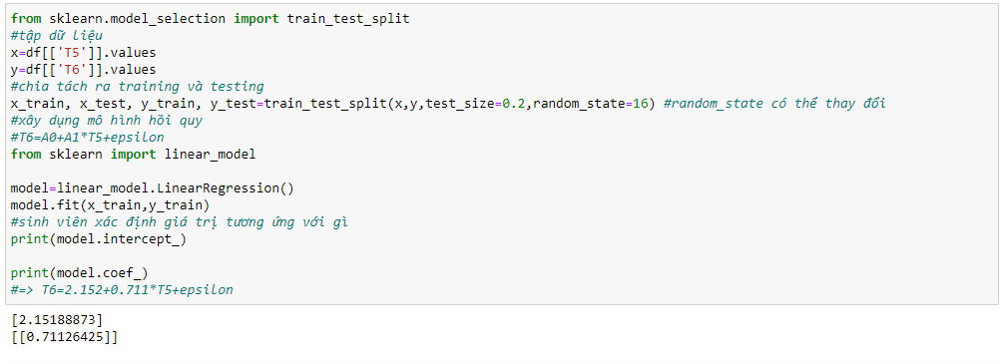 from sklearn.model_selection import train_test_split
#tập dữ liệu
x=df[['T5']].values
y=df[['T6']].values
#chia tách ra training và testing
x_train, x_test, y_train, y_test=train_test_split(x,y,test_size=0.2,random_state=16) #random_state có thể thay đổi
#xây dựng mô hình hồi quy
#T6=A0+A1*T5+epsilon
from sklearn import linear_model
model=linear_model.LinearRegression()
model.fit(x_train,y_train)
#sinh viên xác định giá trị tương ứng với gì
print(model.intercept_)
print(model.coef_)
#=> T6=2.152+0.711*T5+epsilon
[2.15188873]
[[0.71126425]]